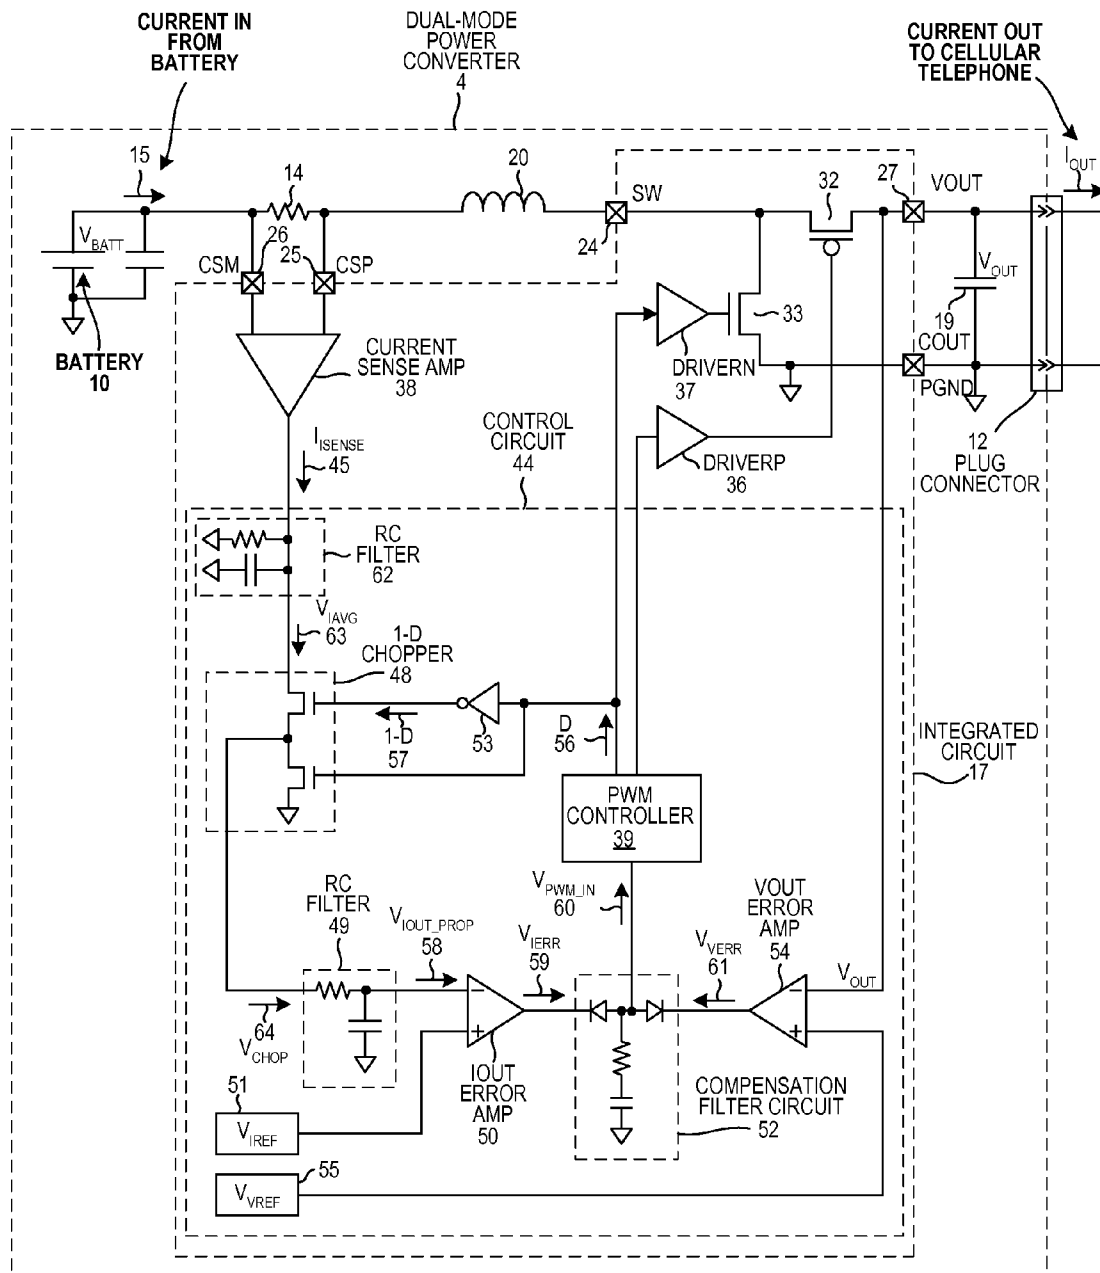 CURRENT IN
FROM
BATTERY
DUAL-MODE
POWER
CONVERTER
4
CURRENT OUT
TO CELLULAR
TELEPHONE
15
14
20
SW
24
32
27
VOUT
IOUT
VBATT
CSM
26
25
CSP
33
VOUT
19
COUT
PGND
BATTERY
10
CURRENT
SENSE AMP
38
DRIVERN
37
DRIVERP
36
12
PLUG
CONNECTOR
CONTROL
CIRCUIT
44
IISENSE
45
RC
FILTER
62
VIAVG
63
1-D
CHOPPER
48
1-D
57
53
D
56
INTEGRATED
CIRCUIT
17
PWM
CONTROLLER
39
RC
FILTER
49
VIOUT_PROP
58
VPWM_IN
60
VIERR
59
VVERR
61
VOUT
ERROR
AMP
54
VOUT
64
VCHOP
IOUT
ERROR
AMP
50
COMPENSATION
FILTER CIRCUIT
52
51
VIREF
55
VVREF